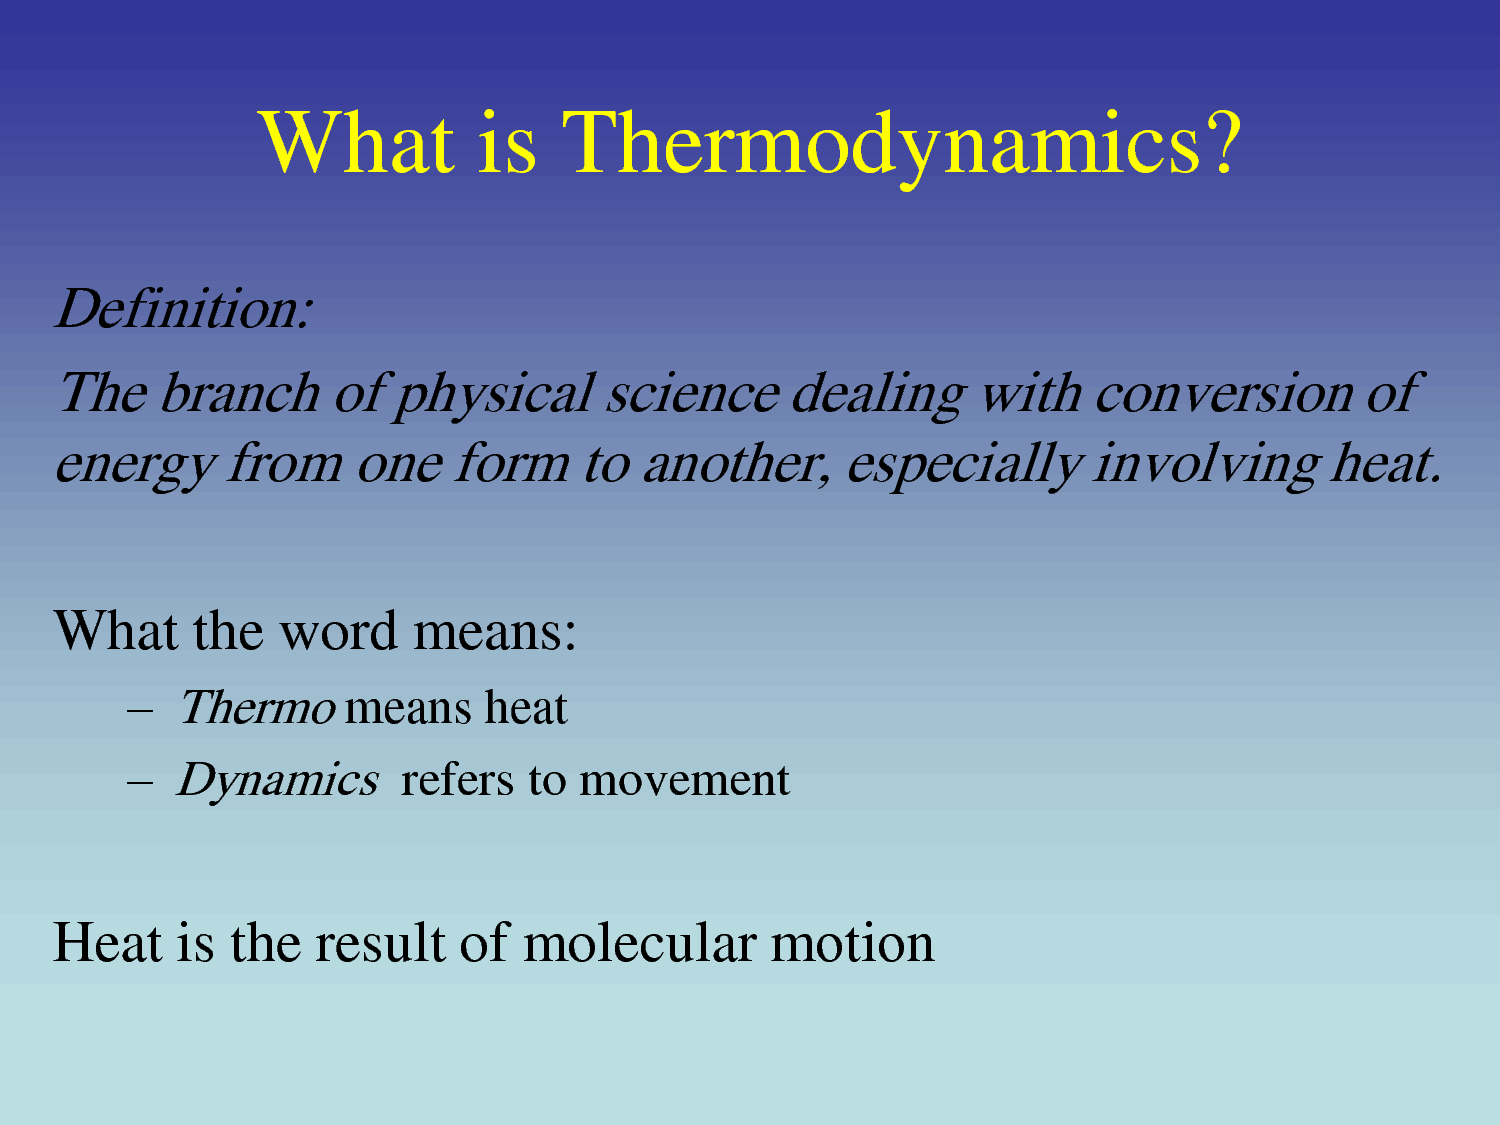 What is Thermodynamics?
Definition:
The branch of physical science dealing with conversion of
energy from one form to another, especially involving heat.
What the word means:
– Thermo means heat
– Dynamics refers to movement
Heat is the result of molecular motion